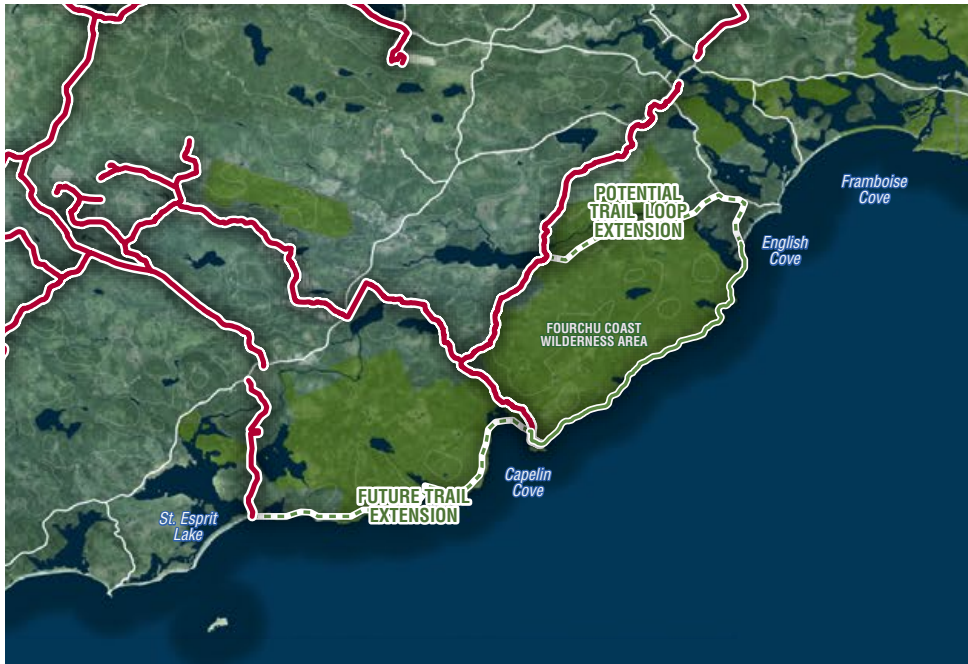 Framboise
Cove
POTENTIAL
TRAIL LOOP
EXTENSION
English
Cove
FOURCHU COAST
WILDERNESS AREA
Capelin
Cove
FUTURE TRAIL
EXTENSION
St. Esprit
Lake